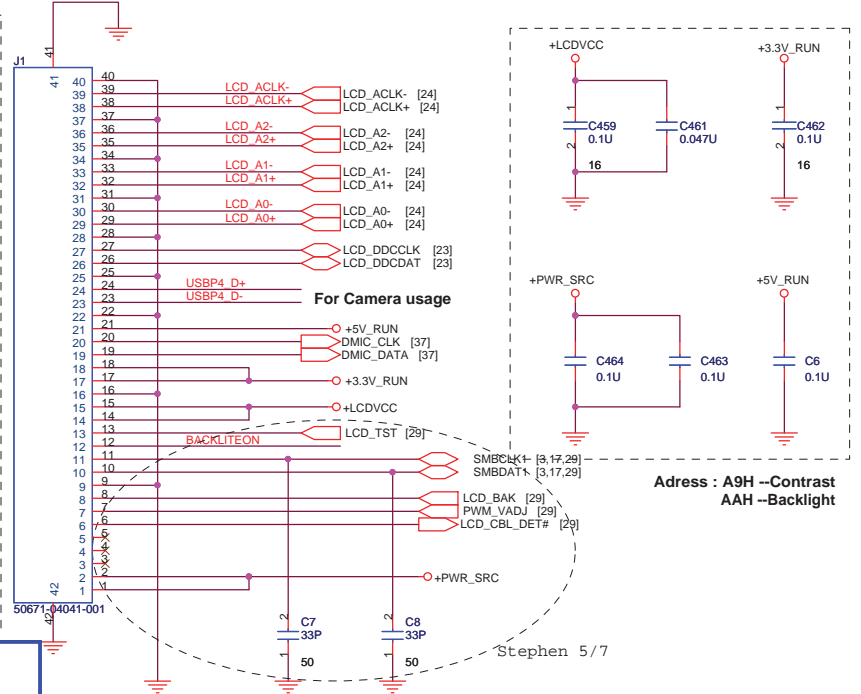 J1
41
41
40 40
39 39 LCD_ACLK- LCD_ACLK- [24]
38 38 LCD_ACLK+ LCD_ACLK+ [24]
37 37
36 36 LCD_A2- LCD_A2- [24]
35 35 LCD_A2+ LCD_A2+ [24]
34 34
33 33 LCD_A1- LCD_A1- [24]
32 32 LCD_A1+ LCD_A1+ [24]
31 31
30 30 LCD_A0- LCD_A0- [24]
29 29 LCD_A0+ LCD_A0+ [24]
28 28
27 27 LCD_DDCCLK [23]
26 26 LCD_DDCDAT [23]
25 25
24 24 USBP4_D+
23 23 USBP4_D-
For Camera usage
22 22
21 21 +5V_RUN
20 20 DMIC_CLK [37]
19 19 DMIC_DATA [37]
18 18
17 17 +3.3V_RUN
16 16
15 15 +LCDVCC
14 14
13 13 LCD_TST [29]
12 12 BACKLITEON
11 11 SMBCLK1 [3,17,29]
10 10 SMBDAT1 [3,17,29]
9 9
8 8 LCD_BAK [29]
7 7 PWM_VADJ [29]
6 6 LCD_CBL_DET# [29]
5 5
4 4
3 3
2 2 +PWR_SRC
1 1
42
42
50671-04041-001
2 C7
33P
1 50
2 C8
33P
1 50
Stephen 5/7
+LCDVCC
1 C459
0.1U
2 16
C461
0.047U
+3.3V_RUN
1 C462
0.1U
2 16
+PWR_SRC
C464
0.1U
C463
0.1U
+5V_RUN
C6
0.1U
Adress : A9H --Contrast
AAH --Backlight